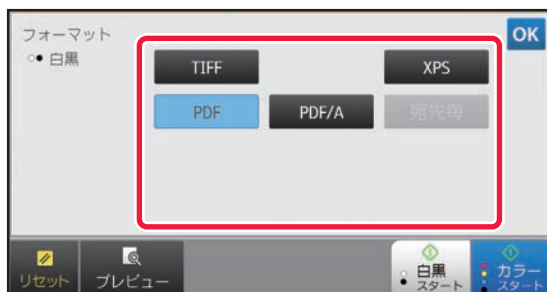 フォーマット
OK
白黒
TIFF
XPS
PDF
PDF/A
宛先毎
リセット
プレビュー
白黒
スタート
カラー
スタート